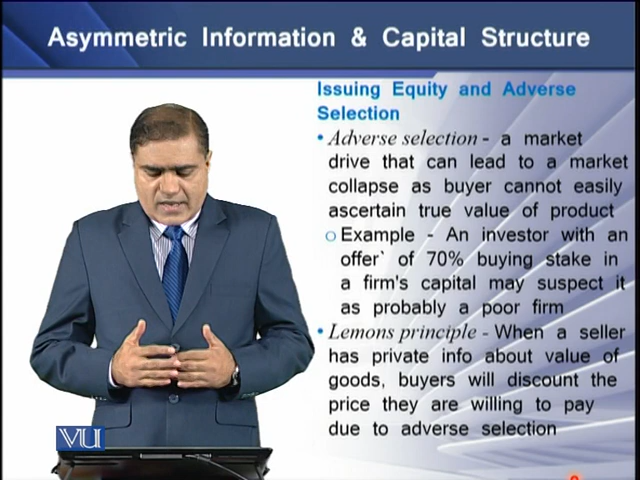 Asymmetric Information & Capital Structure
Issuing Equity and Adverse
Selection
• Adverse selection - a market
drive that can lead to a market
collapse as buyer cannot easily
ascertain true value of product
o Example - An investor with an
offer` of 70% buying stake in
a firm's capital may suspect it
as probably a poor firm
• Lemons principle - When a seller
has private info about value of
goods, buyers will discount the
price they are willing to pay
due to adverse selection
VU